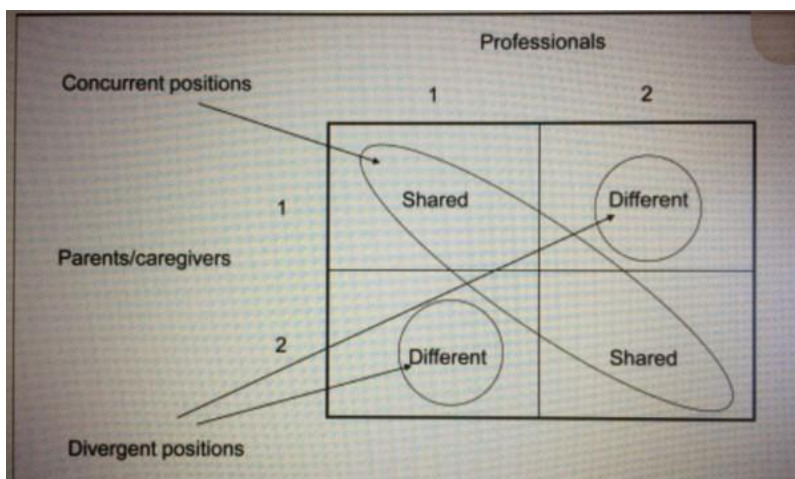 Professionals
Concurrent positions
1 2
1
Shared
Different
Parents/caregivers
2
Different
Shared
Divergent positions